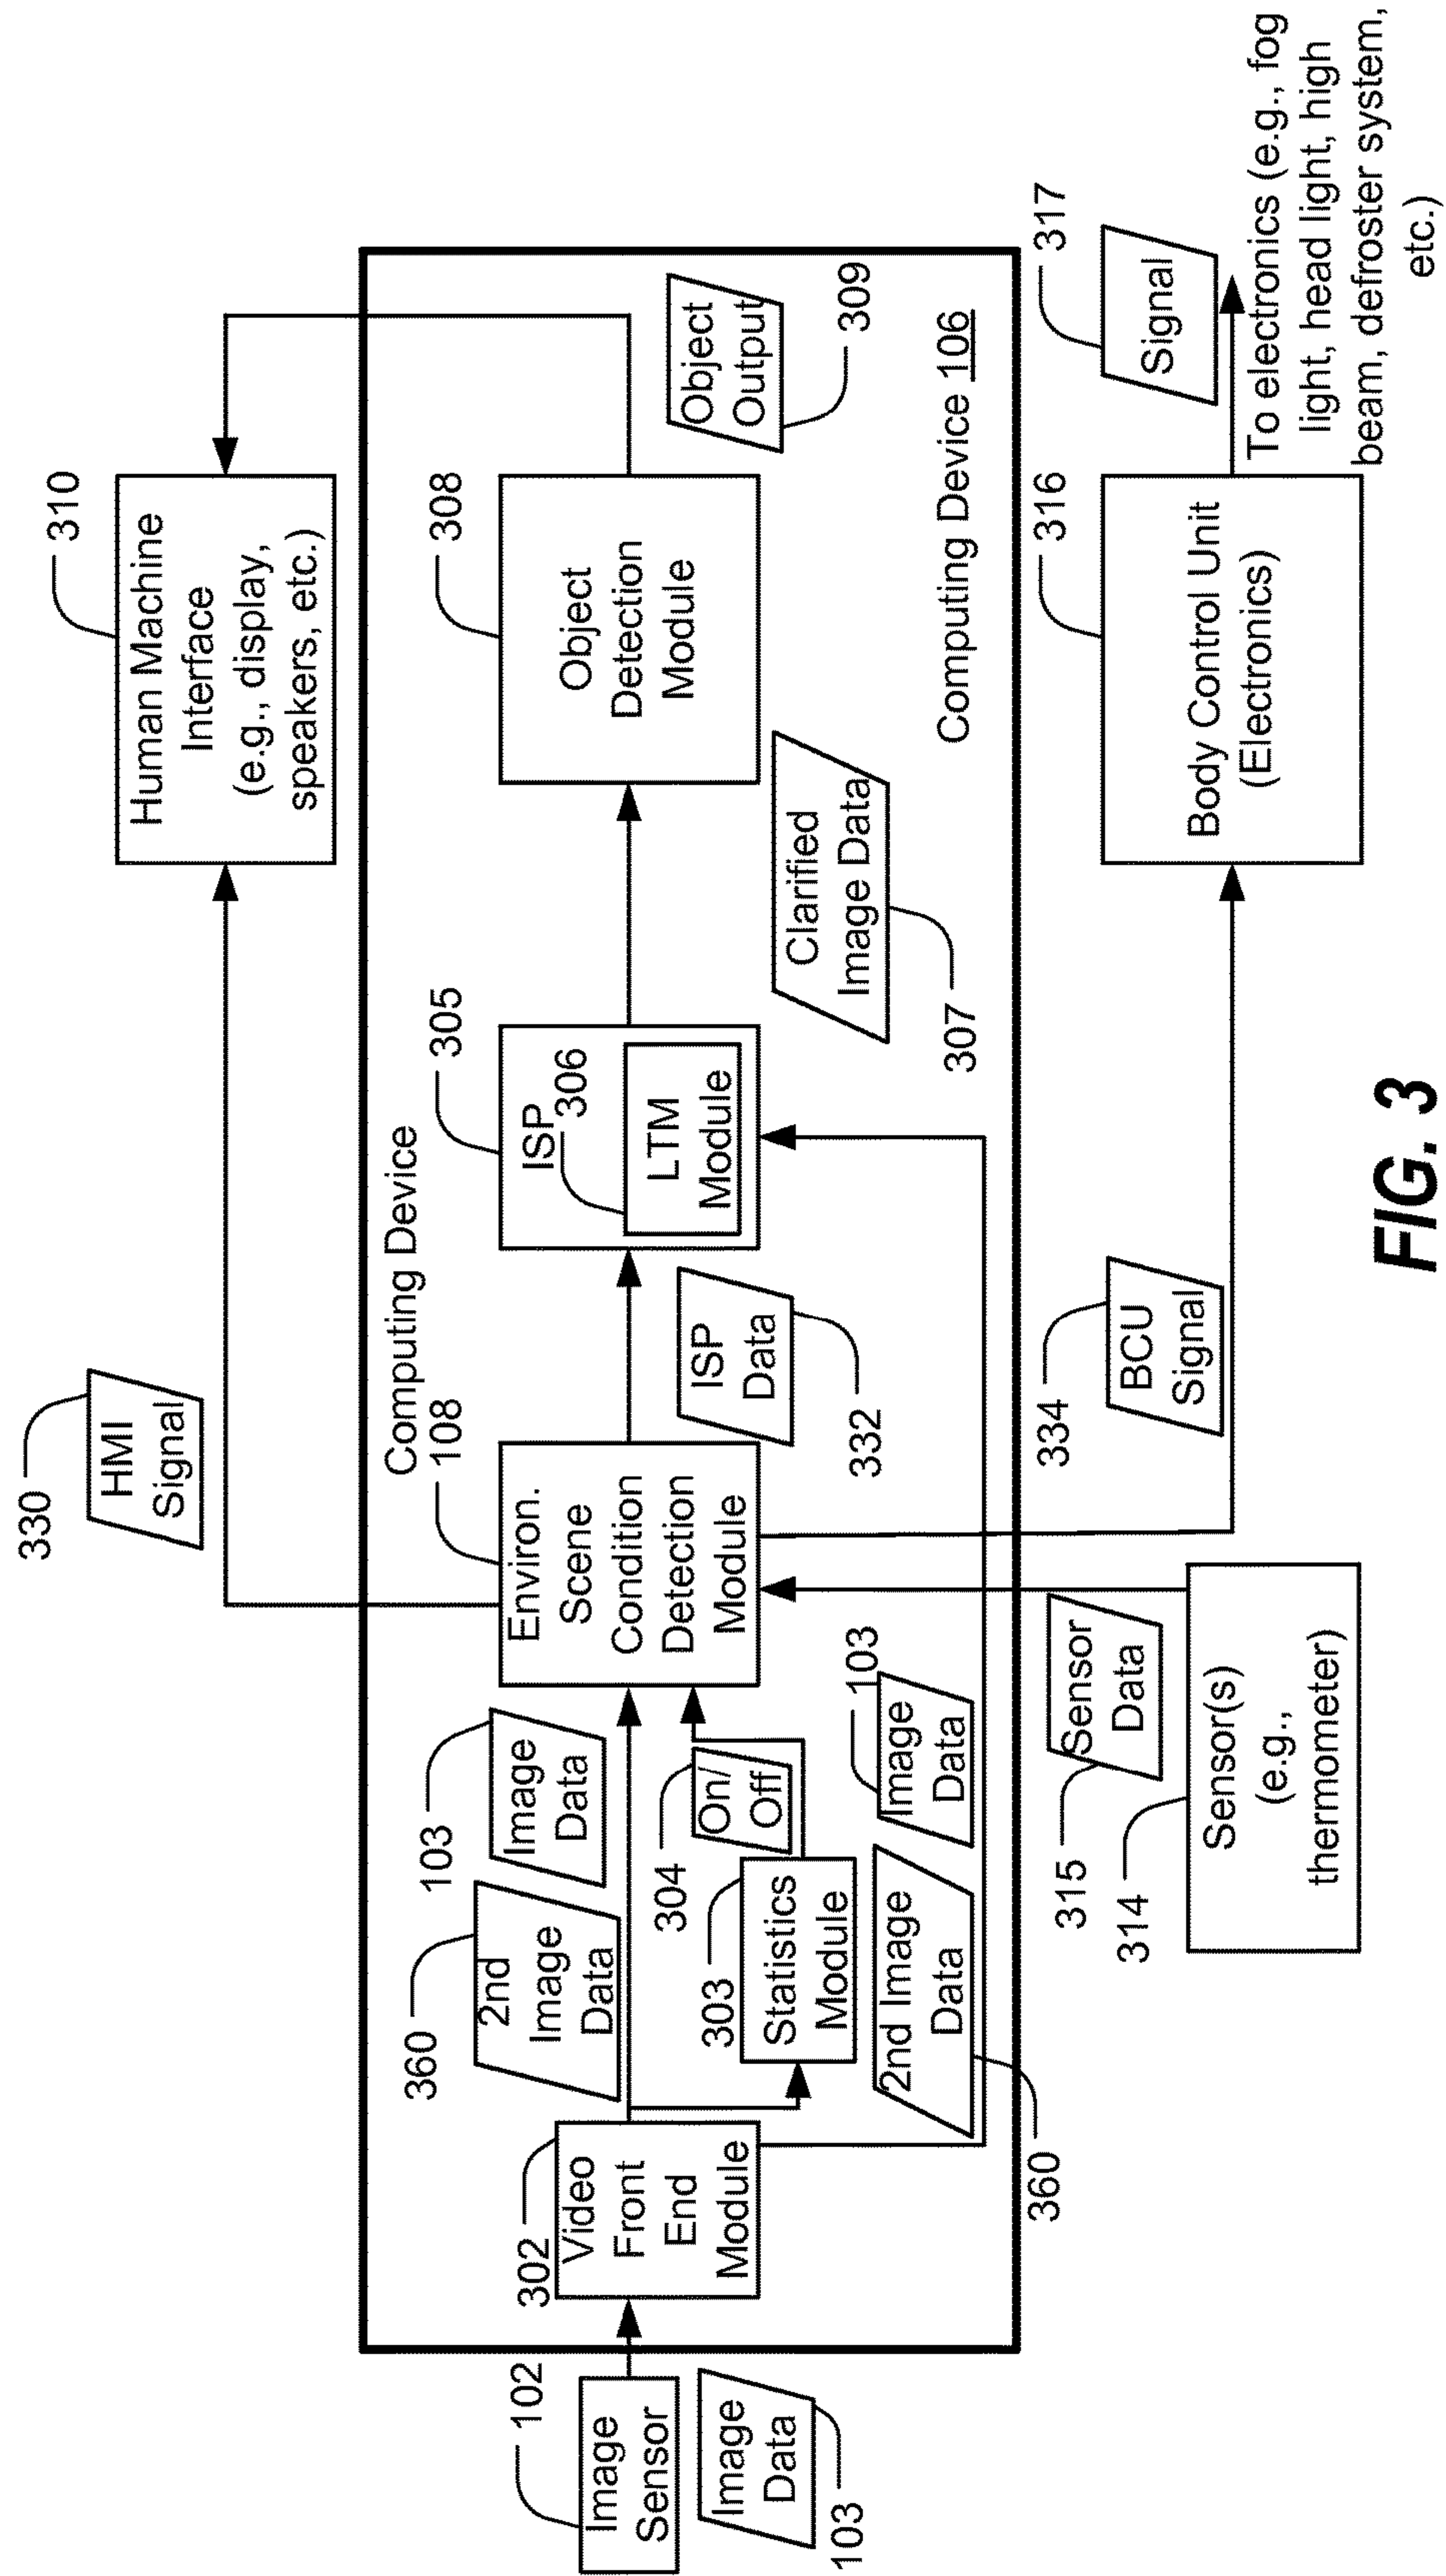 330
HMI
Signal
310
Human Machine
Interface
(e.g., display,
speakers, etc.)
Computing Device
102
Image
Sensor
Image
Data
103
302
Video
Front
End
Module
360
2nd
Image
Data
103
Image
Data
304
On/
Off
303
Statistics
Module
2nd Image
Data
360
103
Image
Data
108
Environ.
Scene
Condition
Detection
Module
ISP
Data
332
305
ISP
306
LTM
Module
Clarified
Image Data
307
308
Object
Detection
Module
Object
Output
309
Computing Device 106
315
Sensor
Data
314
Sensor(s)
(e.g.,
thermometer)
334
BCU
Signal
316
Body Control Unit
(Electronics)
317
Signal
To electronics (e.g., fog
light, head light, high
beam, defroster system,
etc.)
FIG. 3